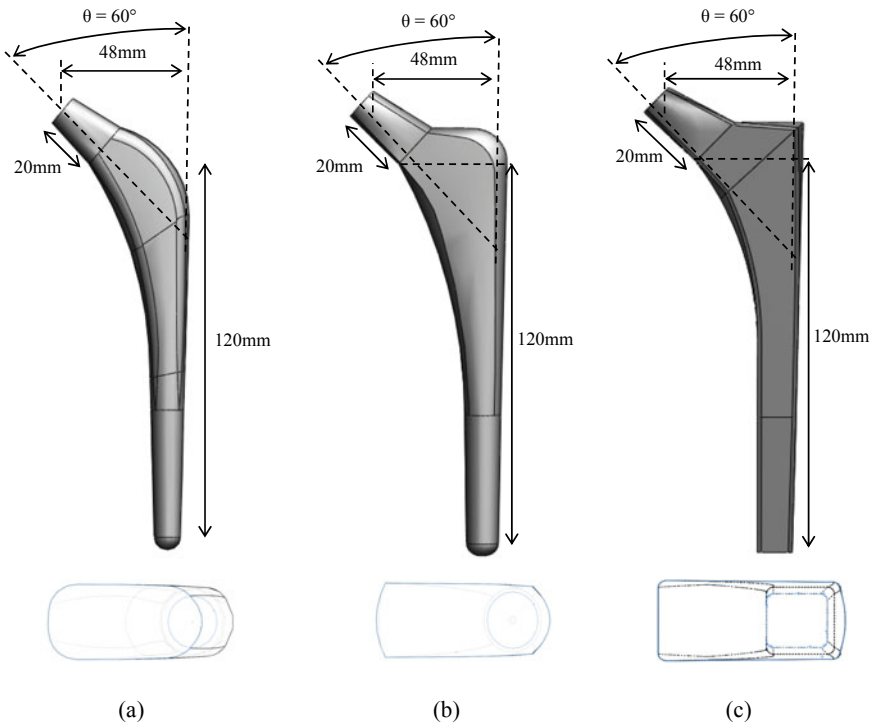 θ = 60°
48mm
20mm
120mm
θ = 60°
48mm
20mm
120mm
θ = 60°
48mm
20mm
120mm
(a)
(b)
(c)